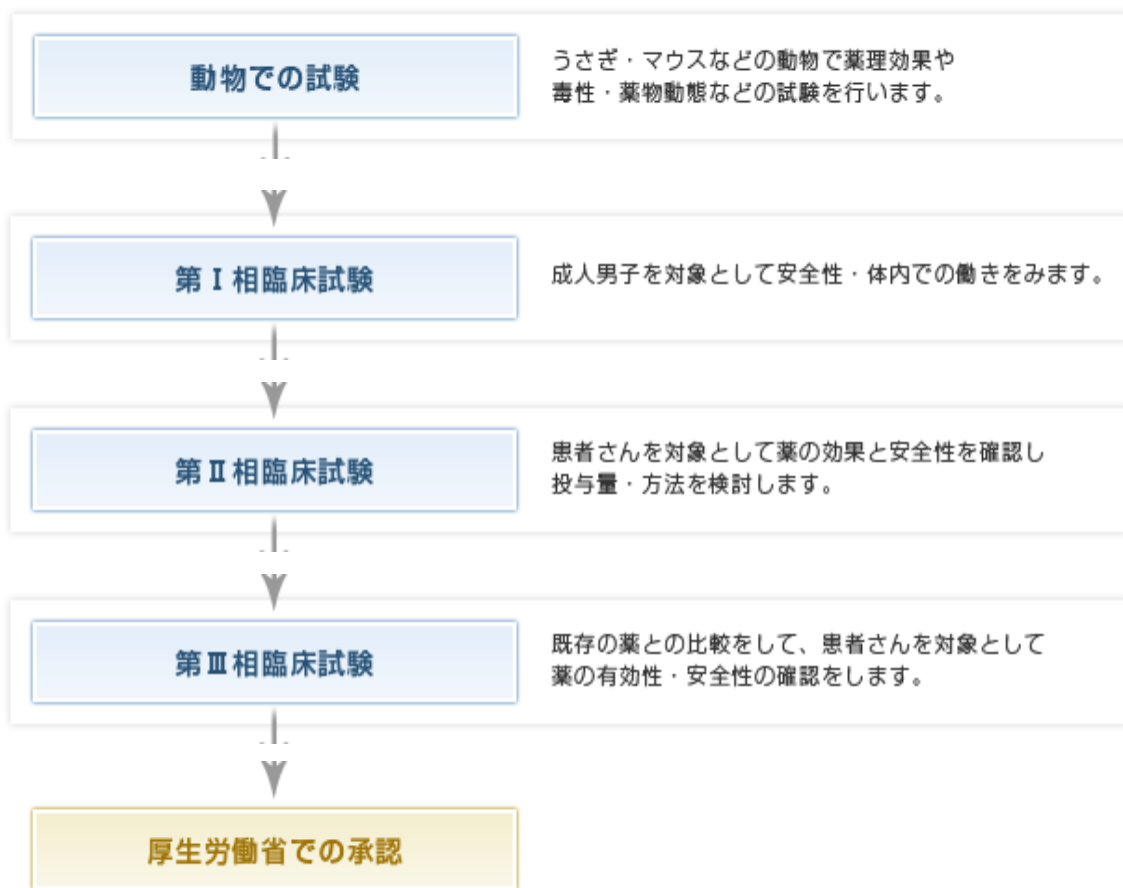 動物での試験
うさぎ・マウスなどの動物で薬理効果や
毒性・薬物動態などの試験を行います。
第Ⅰ相臨床試験
成人男子を対象として安全性・体内での働きをみます。
第Ⅱ相臨床試験
患者さんを対象として薬の効果と安全性を確認し
投与量・方法を検討します。
第Ⅲ相臨床試験
既存の薬との比較をして、患者さんを対象として
薬の有効性・安全性の確認をします。
厚生労働省での承認